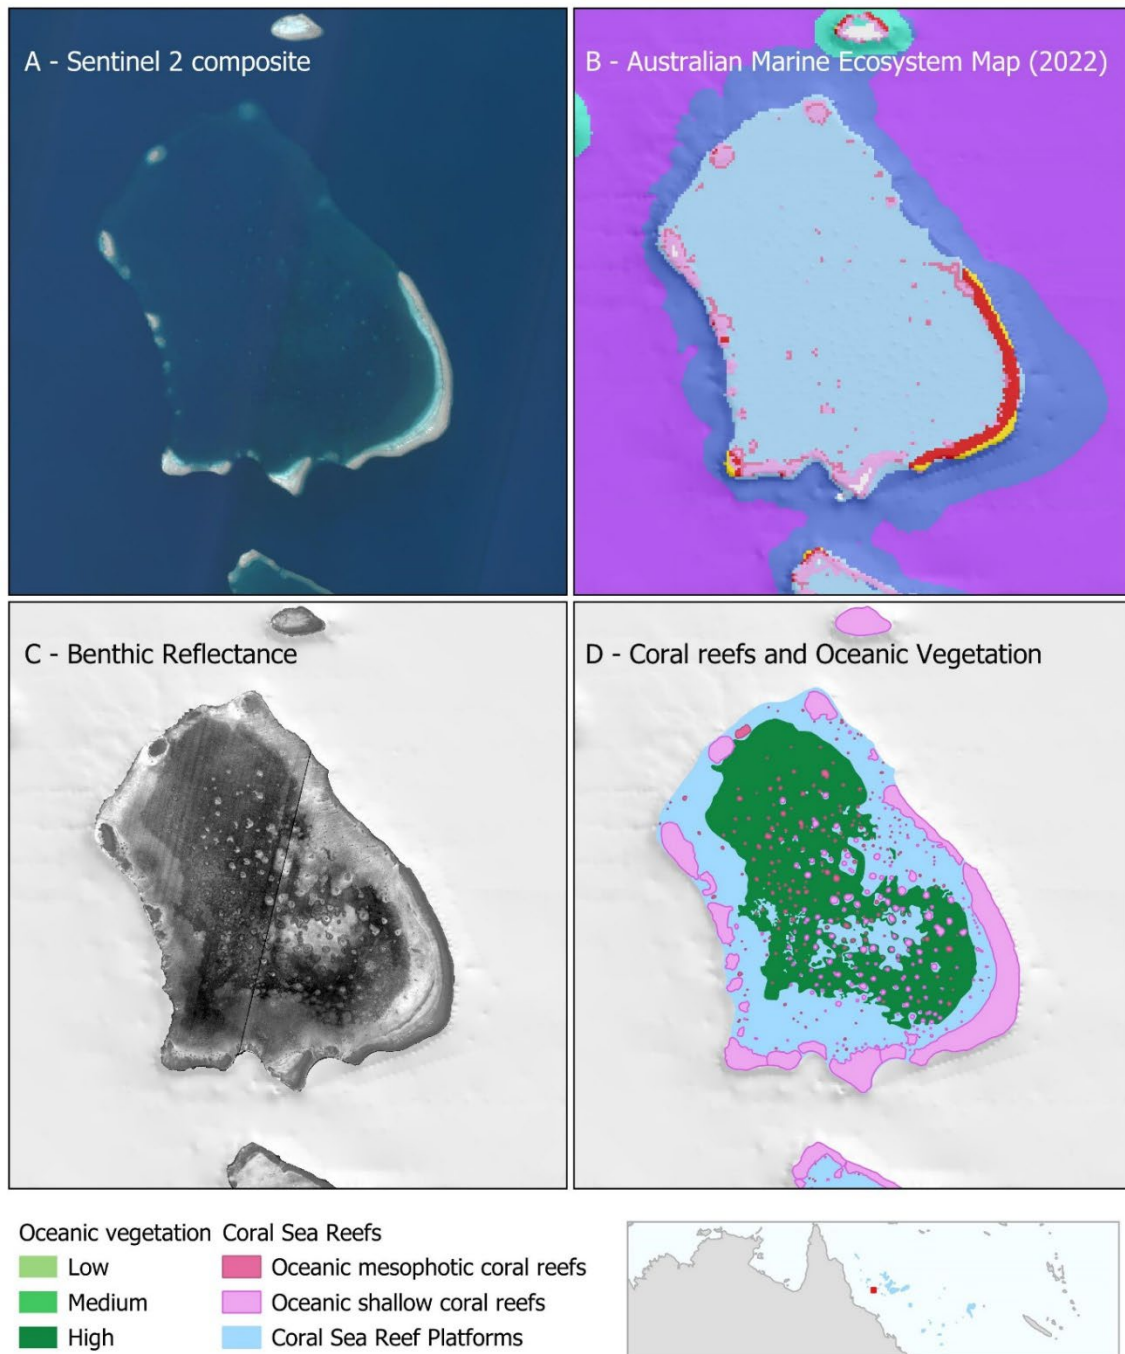 A - Sentinel 2 composite
B - Australian Marine Ecosystem Map (2022)
C - Benthic Reflectance
D - Coral reefs and Oceanic Vegetation
Oceanic vegetation
Low
Medium
High
Coral Sea Reefs
Oceanic mesophotic coral reefs
Oceanic shallow coral reefs
Coral Sea Reef Platforms